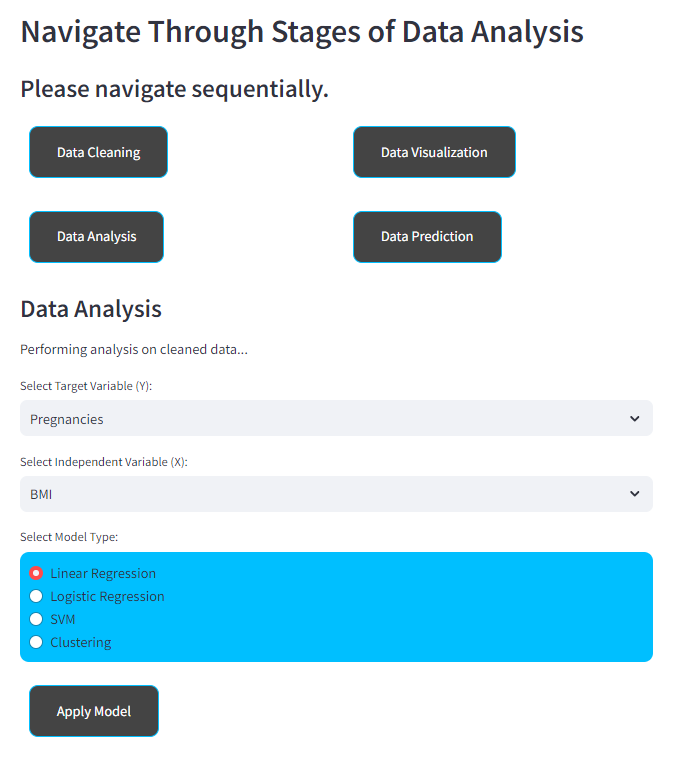 Navigate Through Stages of Data Analysis
Please navigate sequentially.
Data Cleaning
Data Visualization
Data Analysis
Data Prediction
Data Analysis
Performing analysis on cleaned data...
Select Target Variable (Y):
Pregnancies
Select Independent Variable (X):
BMI
Select Model Type:
Linear Regression
Logistic Regression
SVM
Clustering
Apply Model